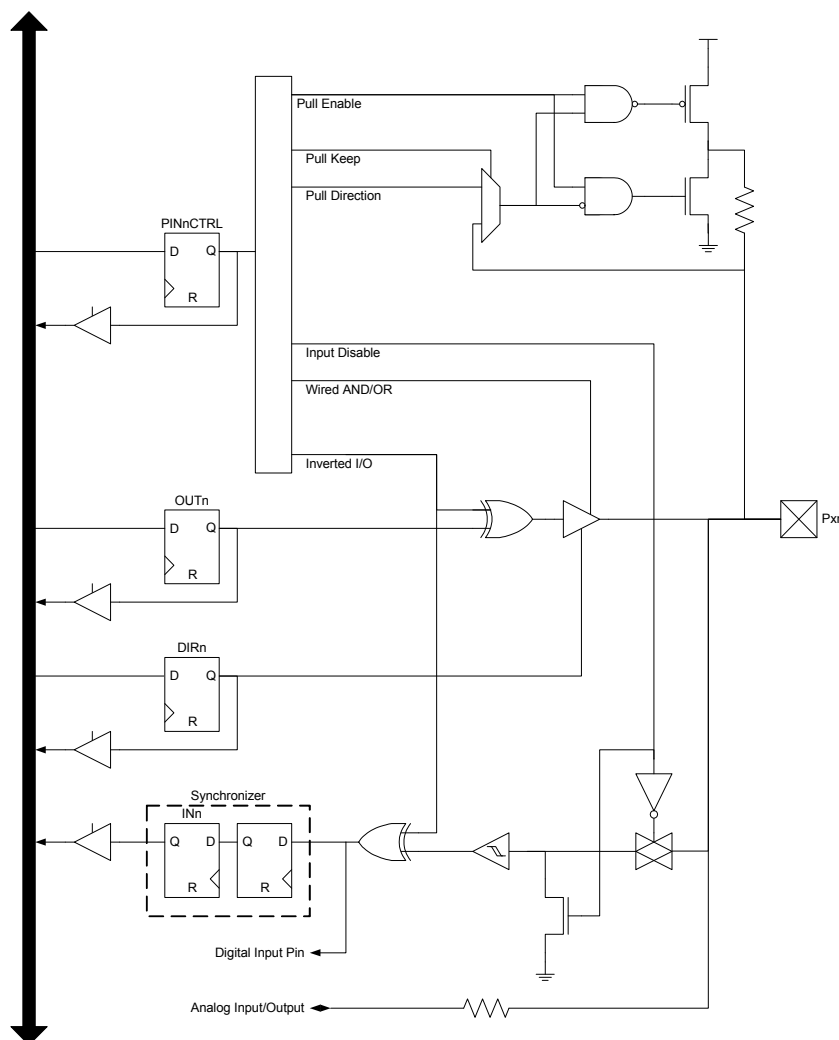 Pull Enable
Pull Keep
Pull Direction
PINnCTRL
D Q
R
Input Disable
Wired AND/OR
Inverted I/O
OUTn
D Q
R
Pxn
DIRn
D Q
R
Synchronizer
INn
Q D Q D
R R
Digital Input Pin
Analog Input/Output